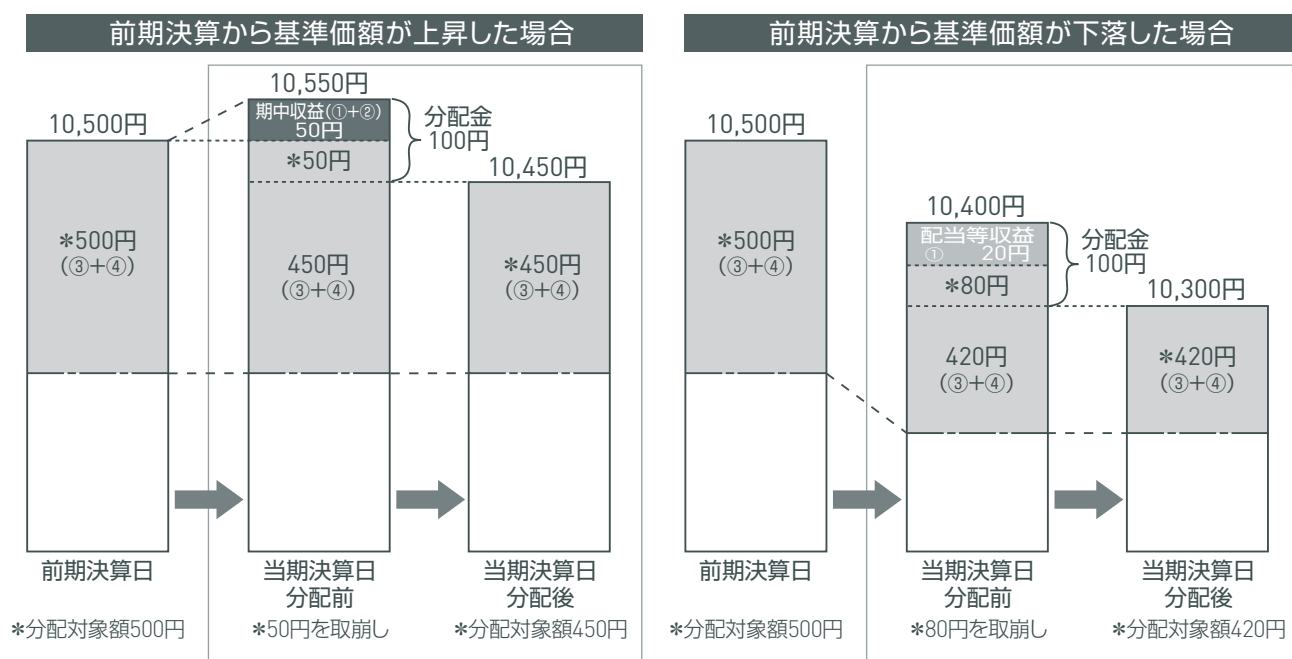 前期決算から基準価額が上昇した場合
10,500円
*500円
(③+④)
前期決算日
*分配対象額500円
10,550円
期中収益(①+②)
50円
*50円
450円
(③+④)
当期決算日
分配前
*50円を取崩し
分配金
100円
10,450円
*450円
(③+④)
当期決算日
分配後
*分配対象額450円
前期決算から基準価額が下落した場合
10,500円
*500円
(③+④)
前期決算日
*分配対象額500円
10,400円
配当等収益
① 20円
*80円
420円
(③+④)
当期決算日
分配前
*80円を取崩し
分配金
100円
10,300円
*420円
(③+④)
当期決算日
分配後
*分配対象額420円